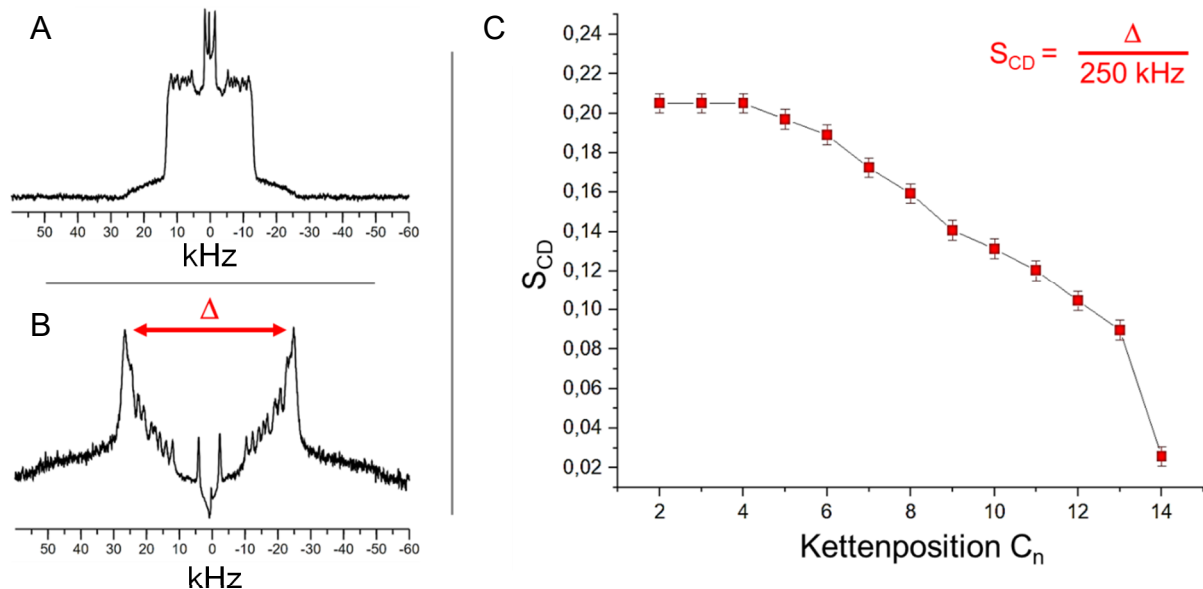 A
50 40 30 20 10 0 -10 -20 -30 -40 -50 -60
kHz
B
Δ
50 40 30 20 10 0 -10 -20 -30 -40 -50 -60
kHz
C
S_CD = Δ
250 kHz
0,24
0,22
0,20
0,18
0,16
0,14
0,12
0,10
0,08
0,06
0,04
0,02
S_CD
2 4 6 8 10 12 14
Kettenposition C_n